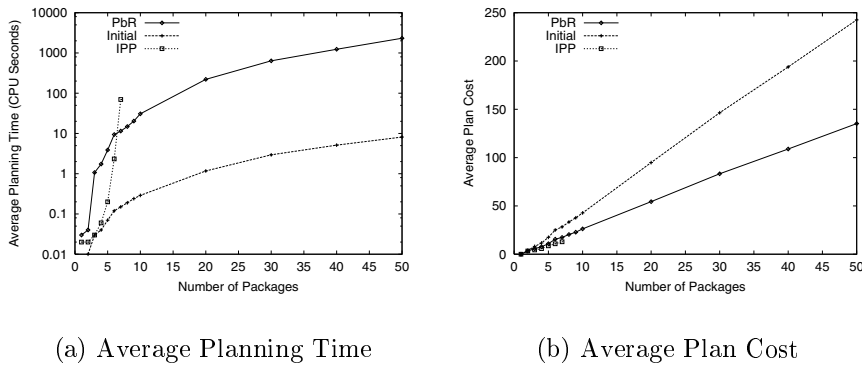 PbR
Initial
IPP
10000
1000
100
10
1
0.1
0.01
Average Planning Time (CPU Seconds)
0 5 10 15 20 25 30 35 40 45 50
Number of Packages
(a) Average Planning Time
PbR
Initial
IPP
250
200
150
100
50
0
Average Plan Cost
0 5 10 15 20 25 30 35 40 45 50
Number of Packages
(b) Average Plan Cost